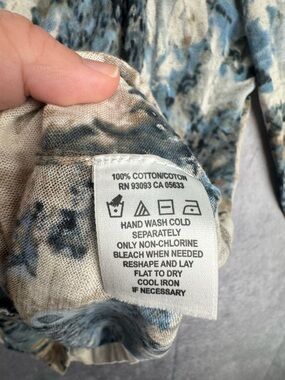 100% COTTON/COTON
RN 93093 CA 05633
HAND WASH COLD
SEPARATELY
ONLY NON-CHLORINE
BLEACH WHEN NEEDED
RESHAPE AND LAY
FLAT TO DRY
COOL IRON
IF NECESSARY